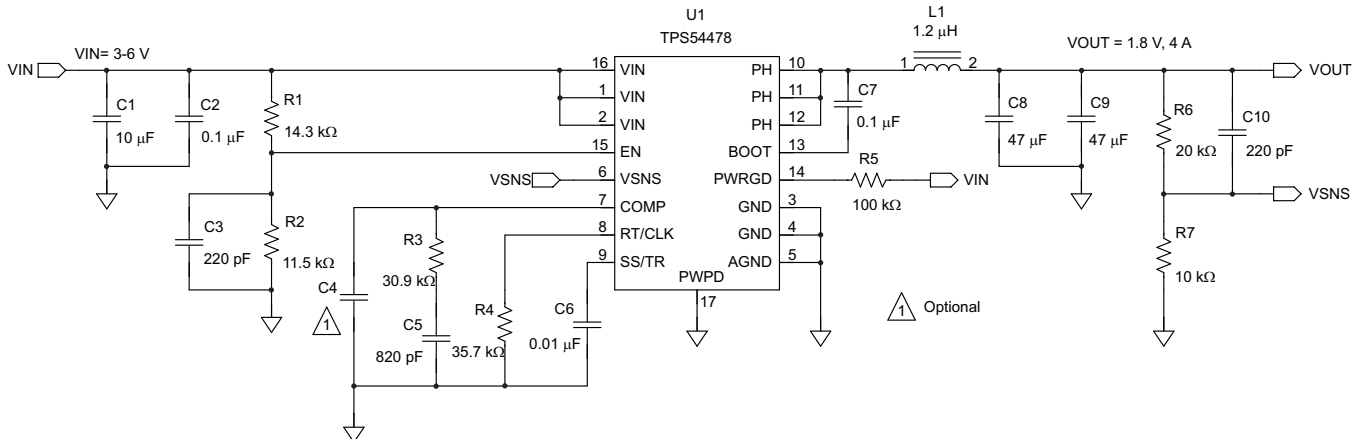 U1
TPS54478
L1
1.2 μH
VIN= 3-6 V
VOUT = 1.8 V, 4 A
VIN
C1
10 μF
C2
0.1 μF
R1
14.3 kΩ
C3
220 pF
R2
11.5 kΩ
16 VIN
1 VIN
2 VIN
15 EN
VSNS 6 VSNS
7 COMP
8 RT/CLK
9 SS/TR
PH 10
PH 11
PH 12
BOOT 13
PWRGD 14
GND 3
GND 4
AGND 5
PWPD
17
C7
0.1 μF
1 2
R5
100 kΩ
VIN
C8
47 μF
C9
47 μF
R6
20 kΩ
C10
220 pF
VOUT
VSNS
R7
10 kΩ
C4
1
R3
30.9 kΩ
C5
820 pF
R4
35.7 kΩ
C6
0.01 μF
1 Optional